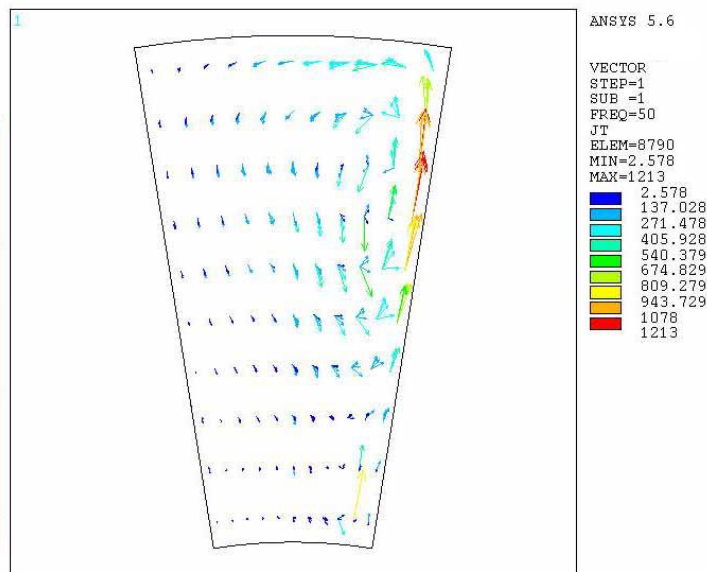 1
ANSYS 5.6
VECTOR
STEP=1
SUB =1
FREQ=50
JT
ELEM=8790
MIN=2.578
MAX=1213
2.578
137.028
271.478
405.928
540.379
674.829
809.279
943.729
1078
1213